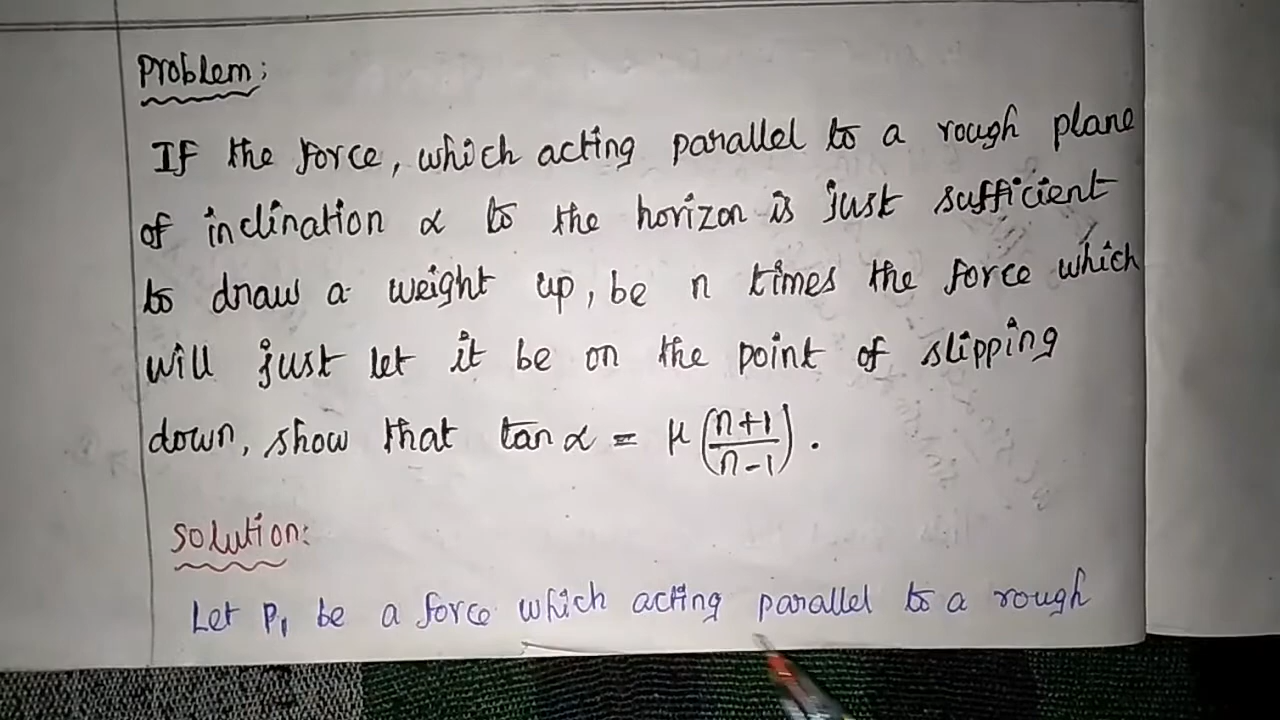 Problem:
IF the force, which acting parallel to a rough plane
of inclination α to the horizon is just sufficient
to draw a weight up, be n times the force which
will just let it be on the point of slipping
down, show that tan α = μ (n+1/n-1).
Solution:
Let P₁ be a force which acting parallel to a rough